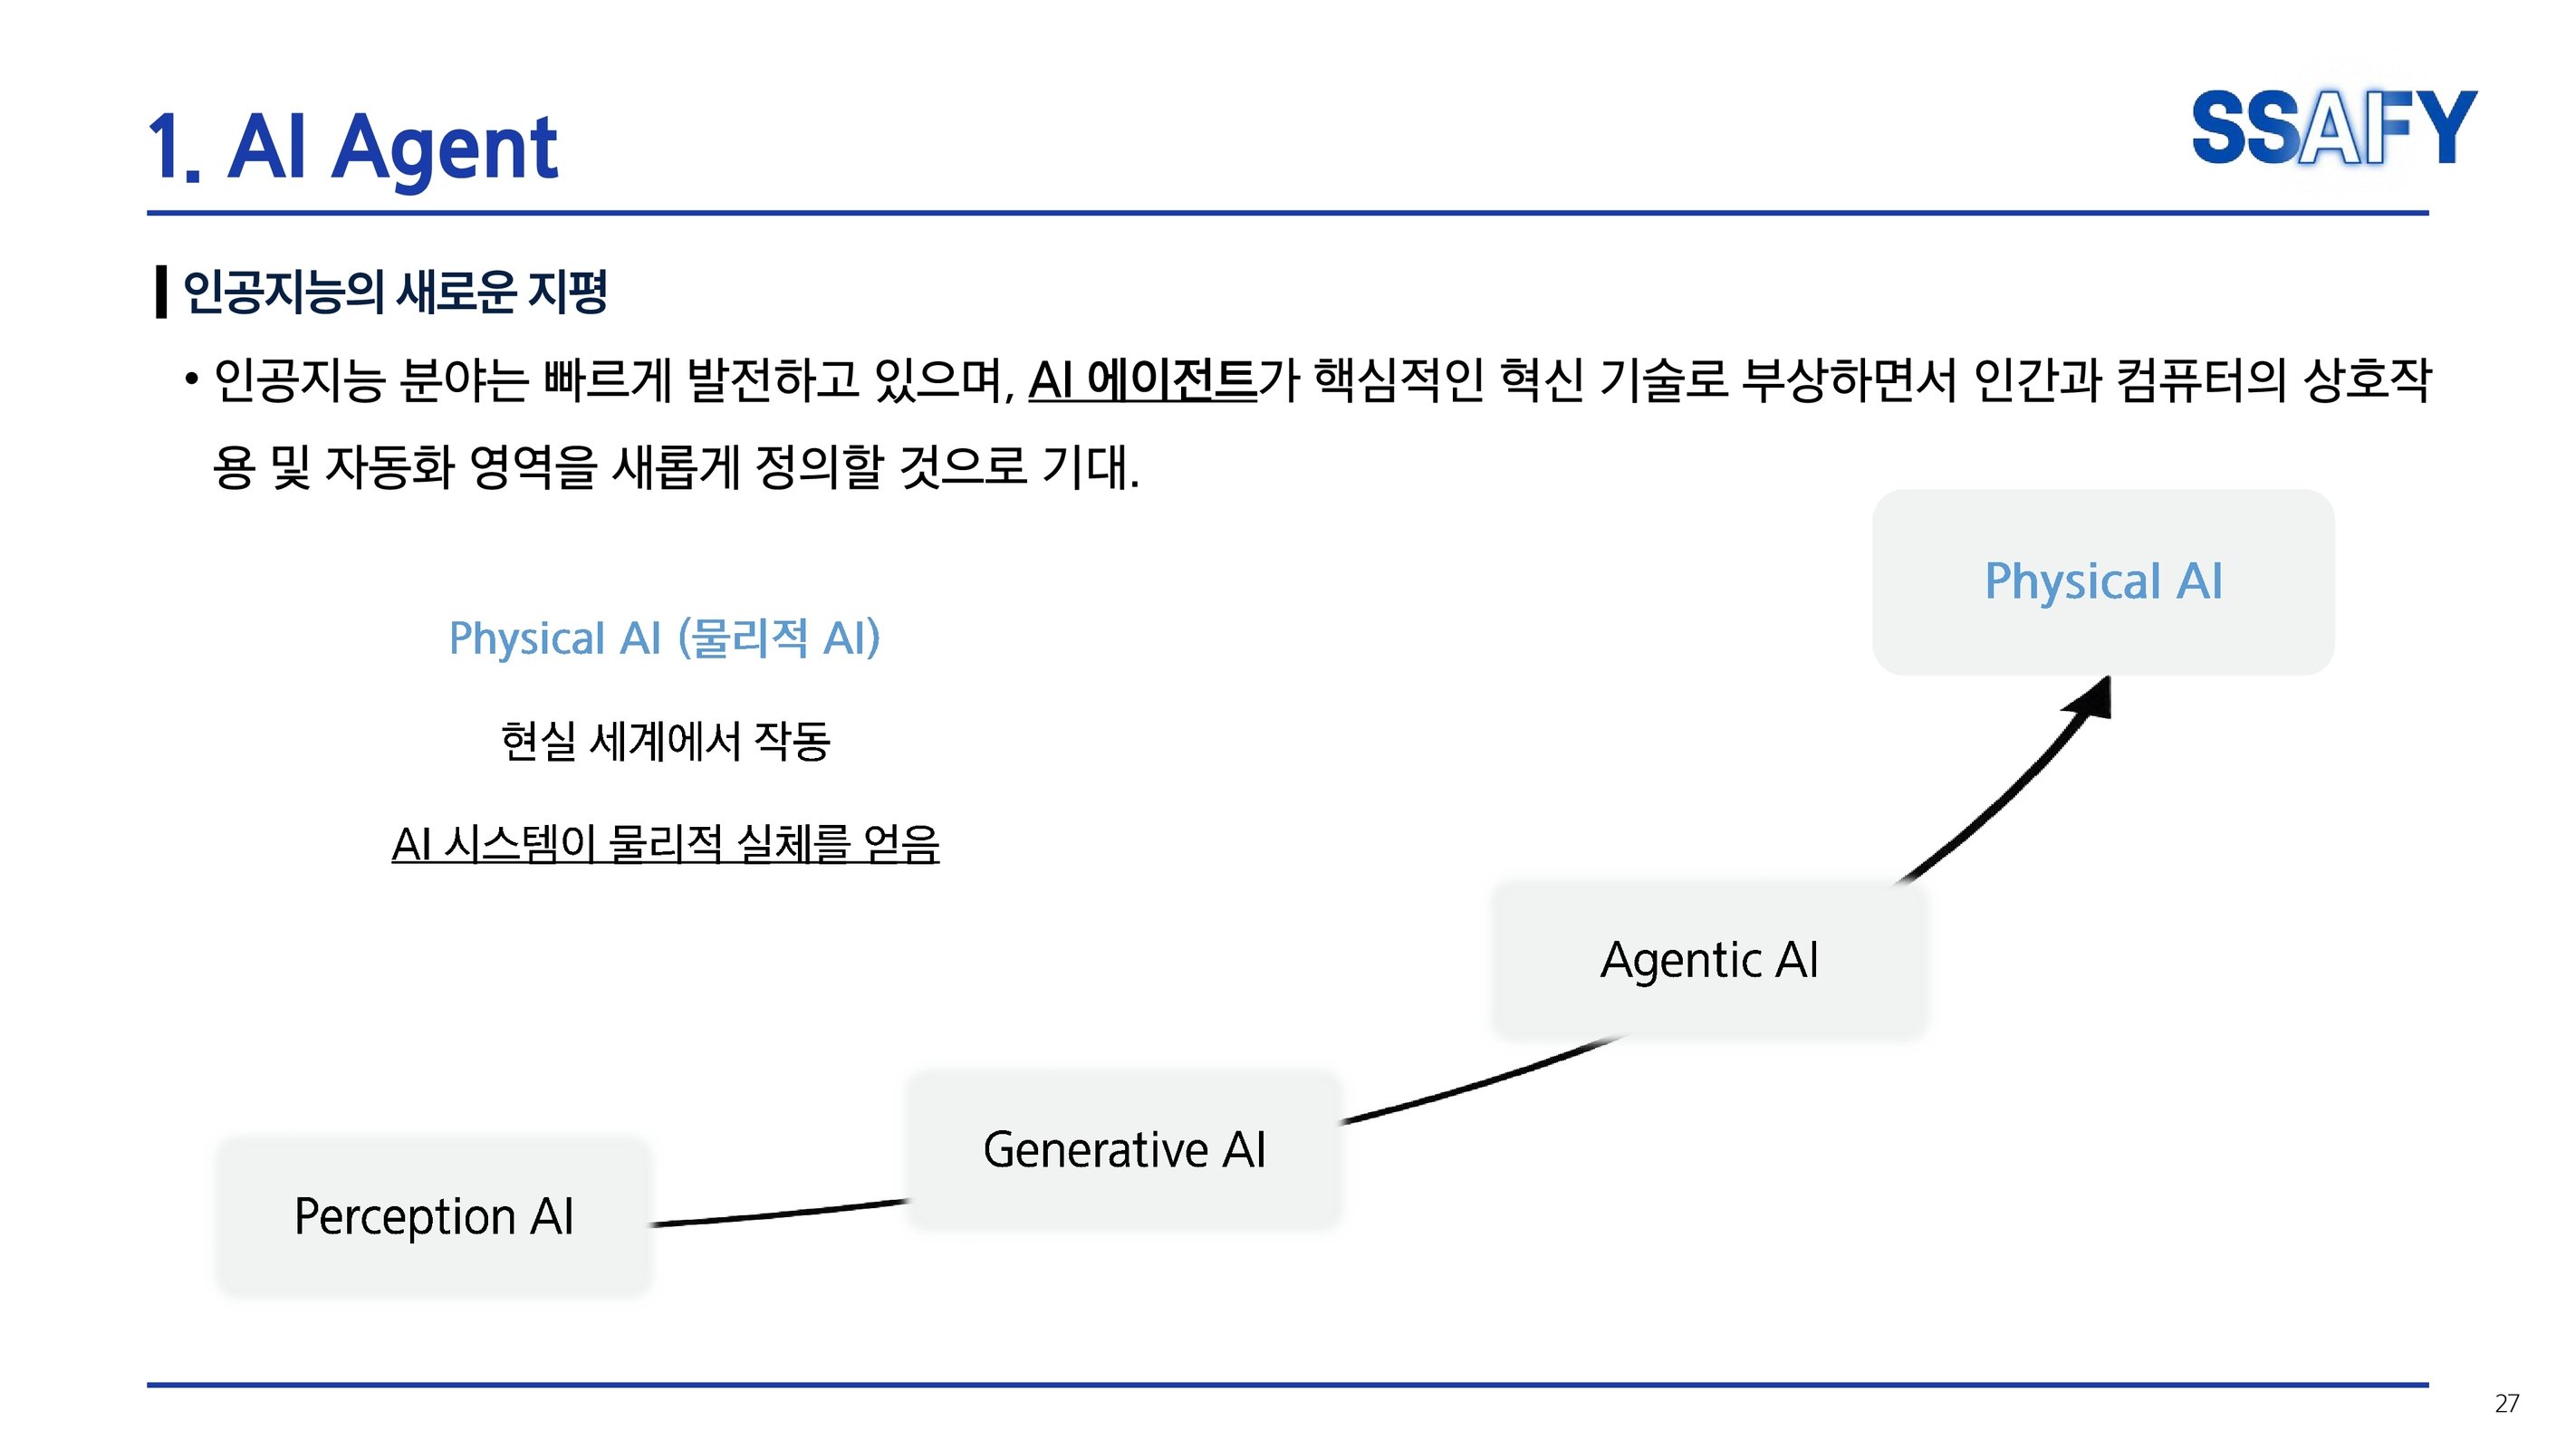 1. AI Agent
SSAFY
인공지능의 새로운 지평
• 인공지능 분야는 빠르게 발전하고 있으며, AI 에이전트가 핵심적인 혁신 기술로 부상하면서 인간과 컴퓨터의 상호작
용 및 자동화 영역을 새롭게 정의할 것으로 기대.
Physical AI
Physical AI (물리적 AI)
현실 세계에서 작동
AI 시스템이 물리적 실체를 얻음
Agentic AI
Generative AI
Perception AI
27